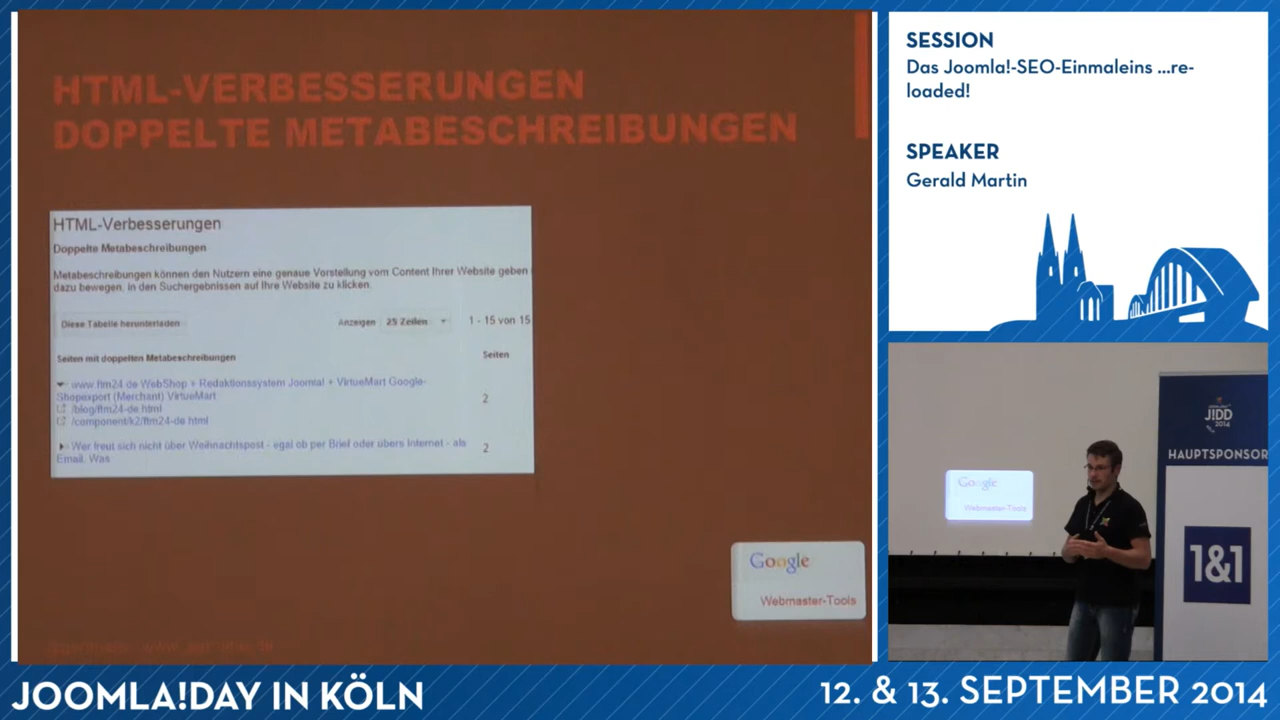 HTML-VERBESSERUNGEN
DOPPELTE METABESCHREIBUNGEN
HTML-Verbesserungen
Doppelte Metabeschreibungen
Metabeschreibungen können den Nutzern eine genaue Vorstellung vom Content Ihrer Website geben
dazu bewegen, in den Suchergebnissen auf Ihre Website zu klicken.
Diese Tabelle herunterladen
Anzeigen 25 Zeilen
1 - 15 von 15
Seiten mit doppelten Metabeschreibungen
Seiten
www.ftm24.de WebShop + Redaktionssystem Joomla! + VirtueMart Google-
Shopexport (Merchant) VirtueMart
2
/blog/ftm24-de.html
/component/k2/ftm24-de.html
Wer freut sich nicht über Weihnachtspost - egal ob per Brief oder übers Internet - als
Email. Was
2
Google
Webmaster-Tools
SESSION
Das Joomla!-SEO-Einmaleins ...re-
loaded!
SPEAKER
Gerald Martin
J!DD
2014
HAUPTSPONSOR
1&1
Google
Webmaster-Tools
JOOMLA!DAY IN KÖLN
12. & 13. SEPTEMBER 2014